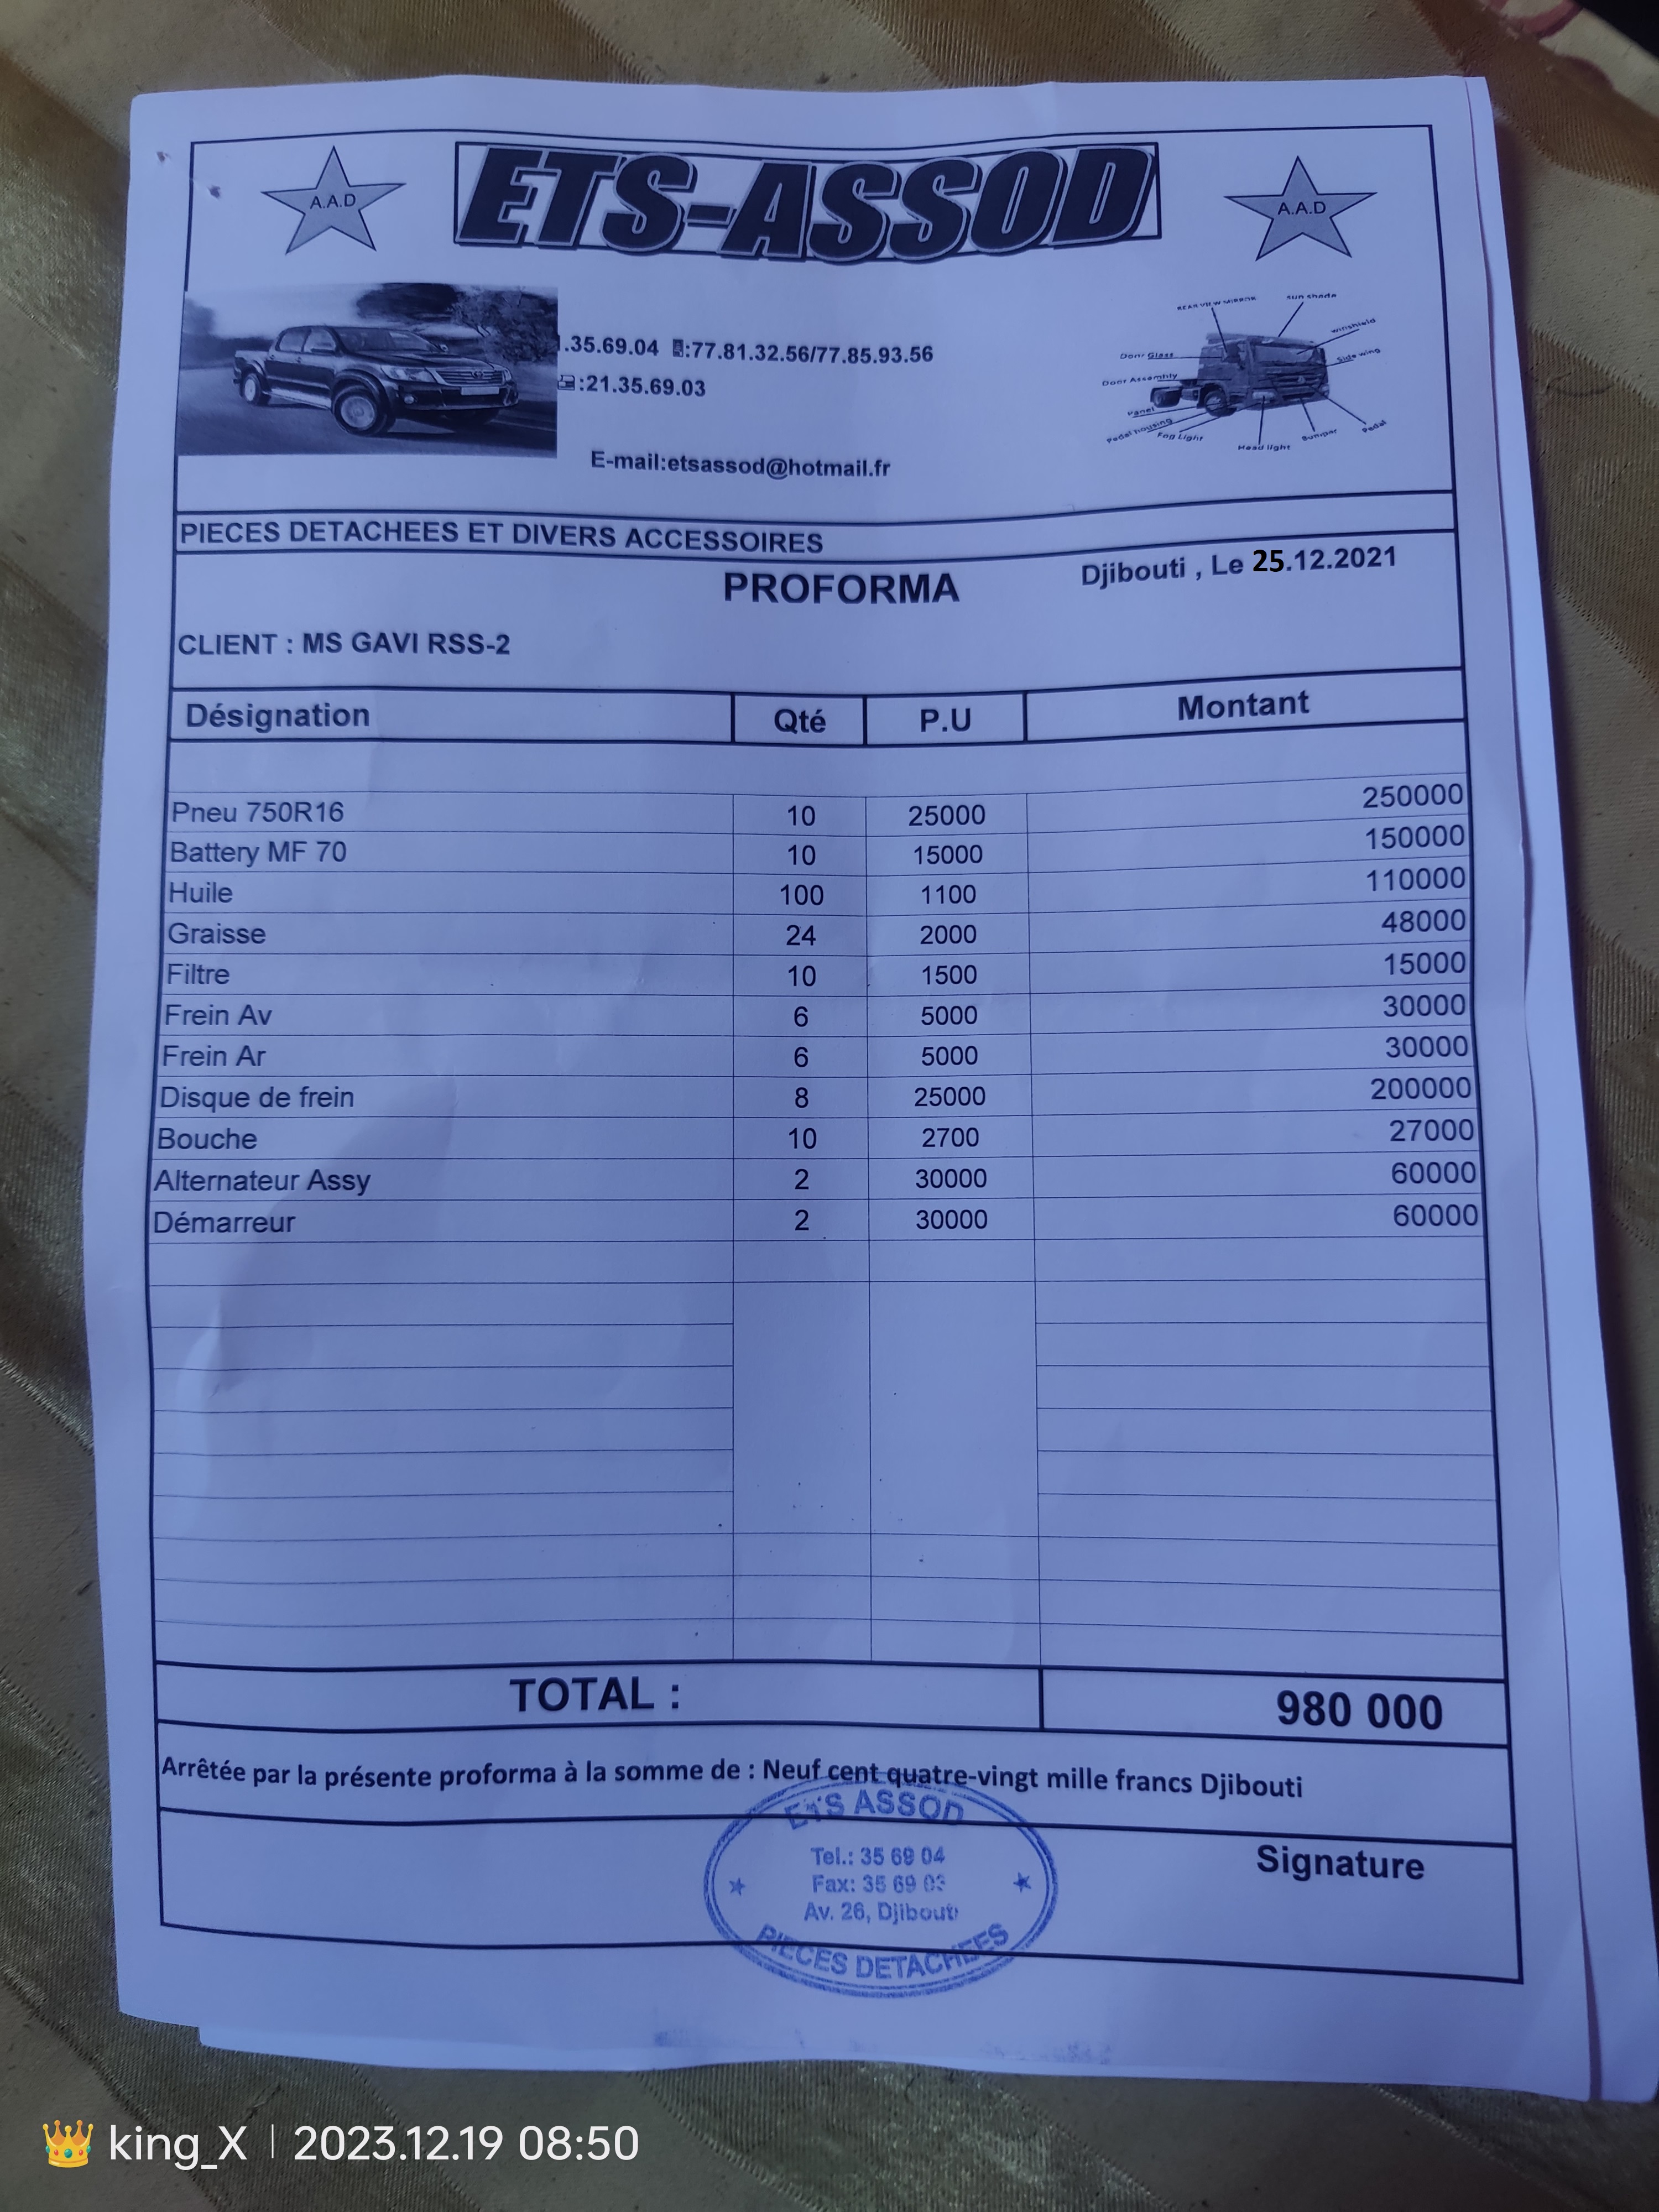 A.A.D
ETS-ASSOD
A.A.D
.35.69.04 :77.81.32.56/77.85.93.56
:21.35.69.03
E-mail:etsassod@hotmail.fr
REAR VIEW MIRROR
sun shade
winshield
Side wing
Door Glass
Door Assembly
Panel
Pedal housing
Fog Light
Head light
Bumper
Pedal
PIECES DETACHEES ET DIVERS ACCESSOIRES
PROFORMA
Djibouti , Le 25.12.2021
CLIENT : MS GAVI RSS-2
Désignation Qté P.U Montant
Pneu 750R16 10 25000 250000
Battery MF 70 10 15000 150000
Huile 100 1100 110000
Graisse 24 2000 48000
Filtre 10 1500 15000
Frein Av 6 5000 30000
Frein Ar 6 5000 30000
Disque de frein 8 25000 200000
Bouche 10 2700 27000
Alternateur Assy 2 30000 60000
Démarreur 2 30000 60000
TOTAL : 980 000
Arrêtée par la présente proforma à la somme de : Neuf cent quatre-vingt mille francs Djibouti
Signature
ETS ASSOD
Tel.: 35 69 04
Fax: 35 69 03
Av. 26, Djibouti
PIECES DETACHEES
king_X | 2023.12.19 08:50